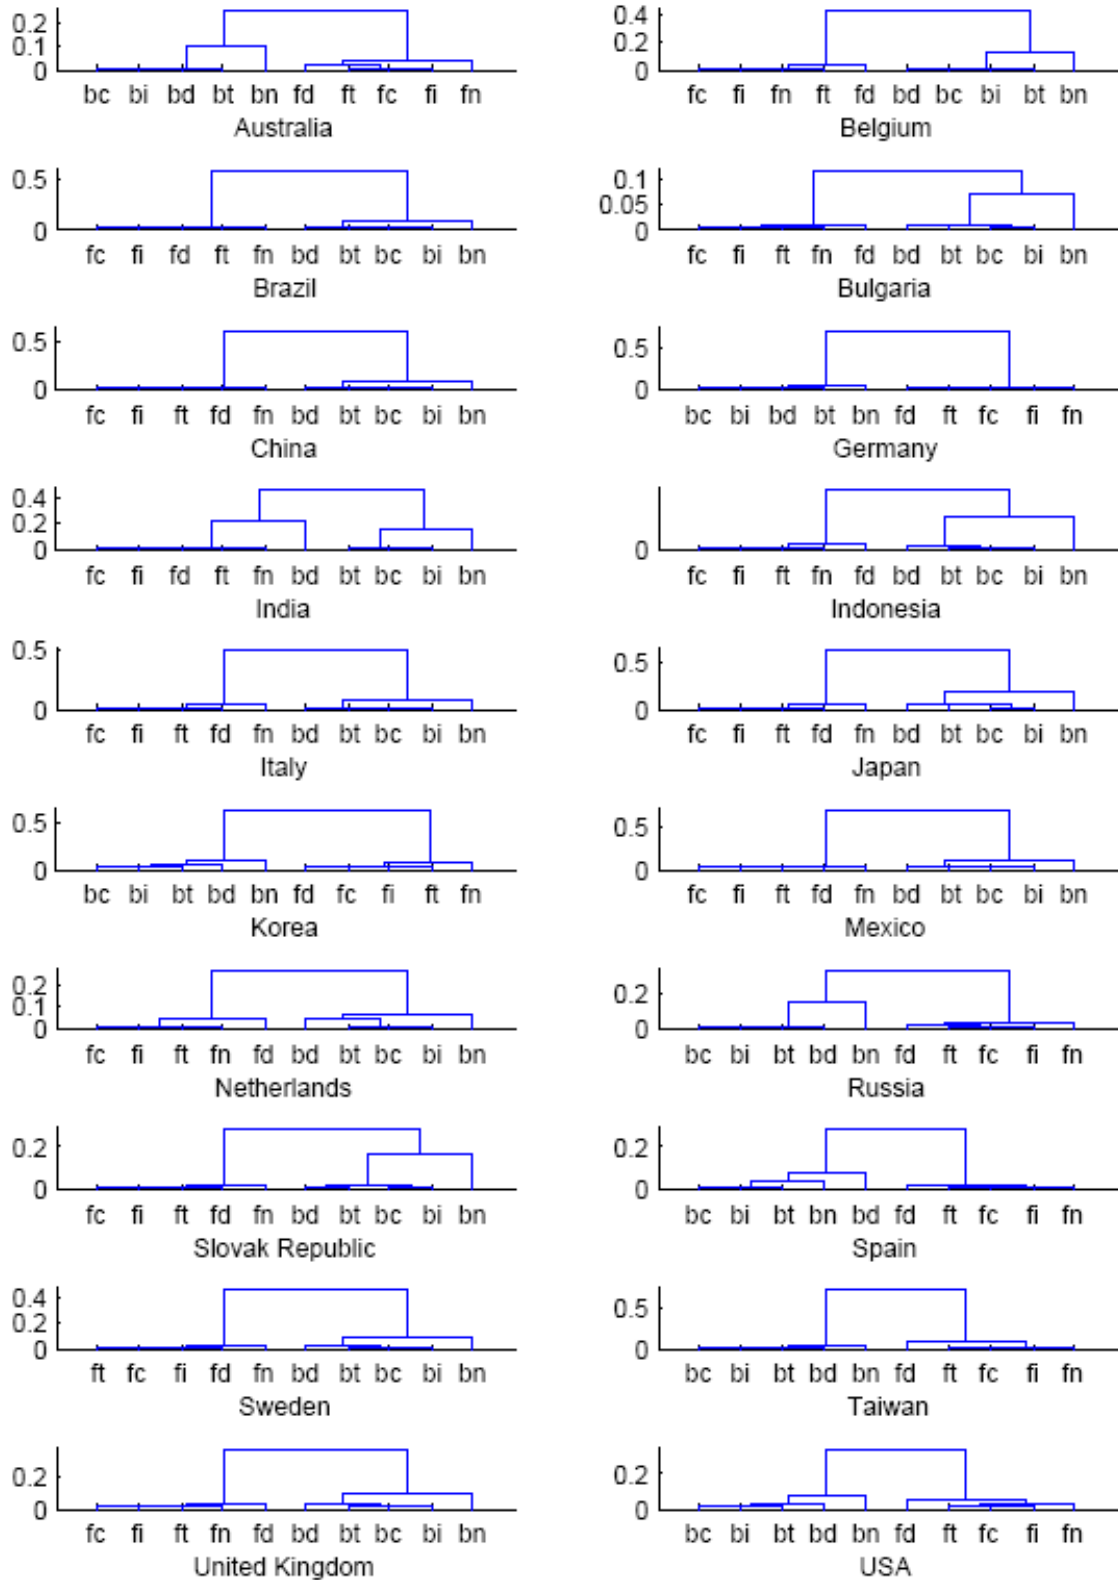 0.2
0.1
0
bc bi bd bt bn fd ft fc fi fn
Australia
0.4
0.2
0
fc fi fn ft fd bd bc bi bt bn
Belgium
0.5
0
fc fi fd ft fn bd bt bc bi bn
Brazil
0.1
0.05
0
fc fi ft fn fd bd bt bc bi bn
Bulgaria
0.5
0
fc fi ft fd fn bd bt bc bi bn
China
0.5
0
bc bi bd bt bn fd ft fc fi fn
Germany
0.4
0.2
0
fc fi fd ft fn bd bt bc bi bn
India
0
fc fi ft fn fd bd bt bc bi bn
Indonesia
0.5
0
fc fi ft fd fn bd bt bc bi bn
Italy
0.5
0
fc fi ft fd fn bd bt bc bi bn
Japan
0.5
0
bc bi bt bd bn fd fc fi ft fn
Korea
0.5
0
fc fi ft fd fn bd bt bc bi bn
Mexico
0.2
0.1
0
fc fi ft fn fd bd bt bc bi bn
Netherlands
0.2
0
bc bi bt bd bn fd ft fc fi fn
Russia
0.2
0
fc fi ft fd fn bd bt bc bi bn
Slovak Republic
0.2
0
bc bi bt bn bd fd ft fc fi fn
Spain
0.4
0.2
0
ft fc fi fd fn bd bt bc bi bn
Sweden
0.5
0
bc bi bt bd bn fd ft fc fi fn
Taiwan
0.2
0
fc fi ft fn fd bd bt bc bi bn
United Kingdom
0.2
0
bc bi bt bd bn fd ft fc fi fn
USA